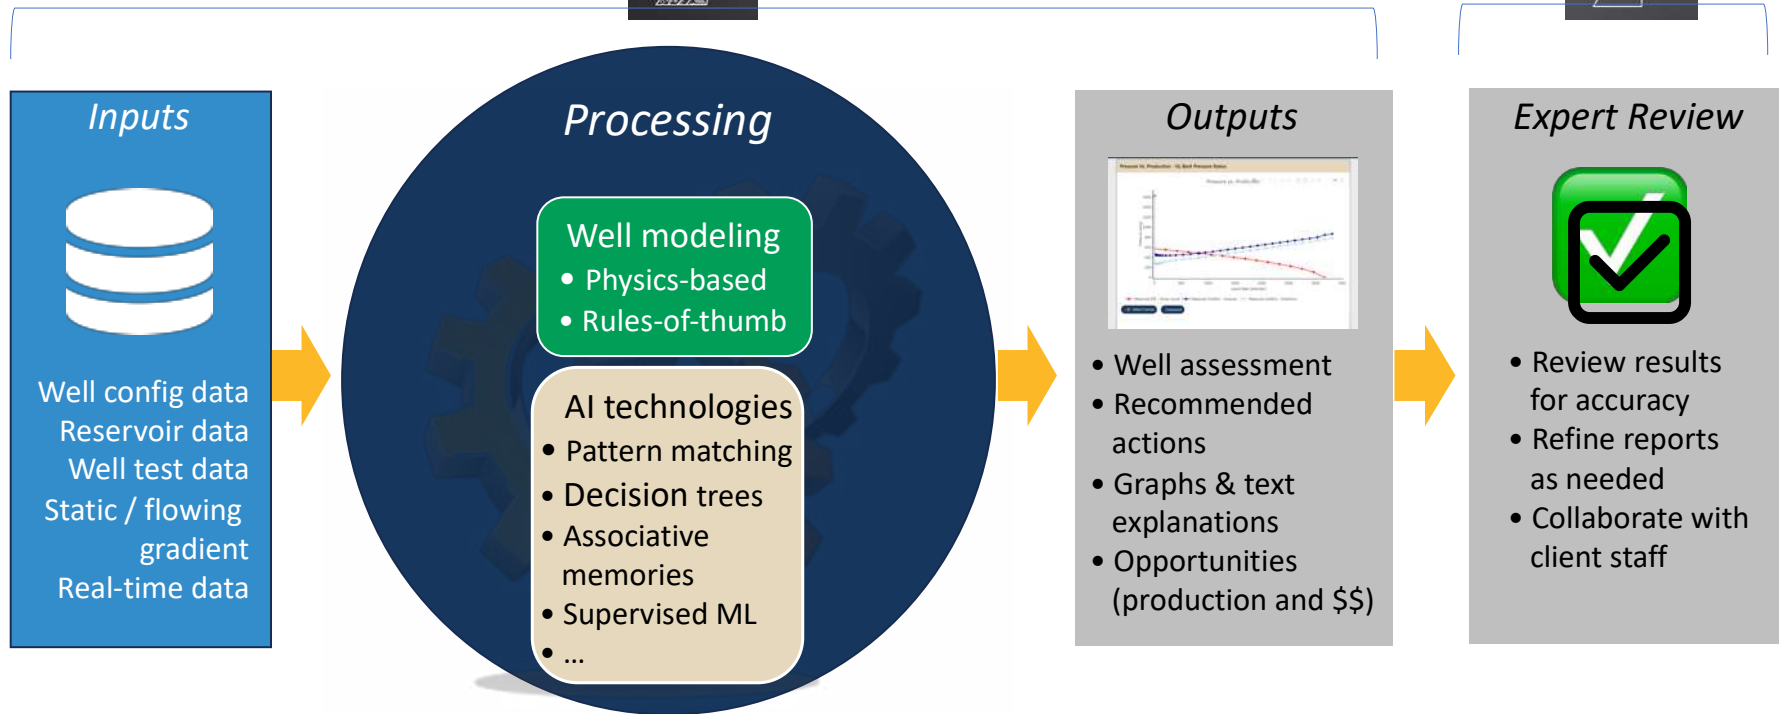 Inputs
Well config data
Reservoir data
Well test data
Static / flowing
gradient
Real-time data
Processing
Well modeling
• Physics-based
• Rules-of-thumb
AI technologies
• Pattern matching
• Decision trees
• Associative
memories
• Supervised ML
• ...
Outputs
• Well assessment
• Recommended
actions
• Graphs & text
explanations
• Opportunities
(production and $$)
Expert Review
• Review results
for accuracy
• Refine reports
as needed
• Collaborate with
client staff